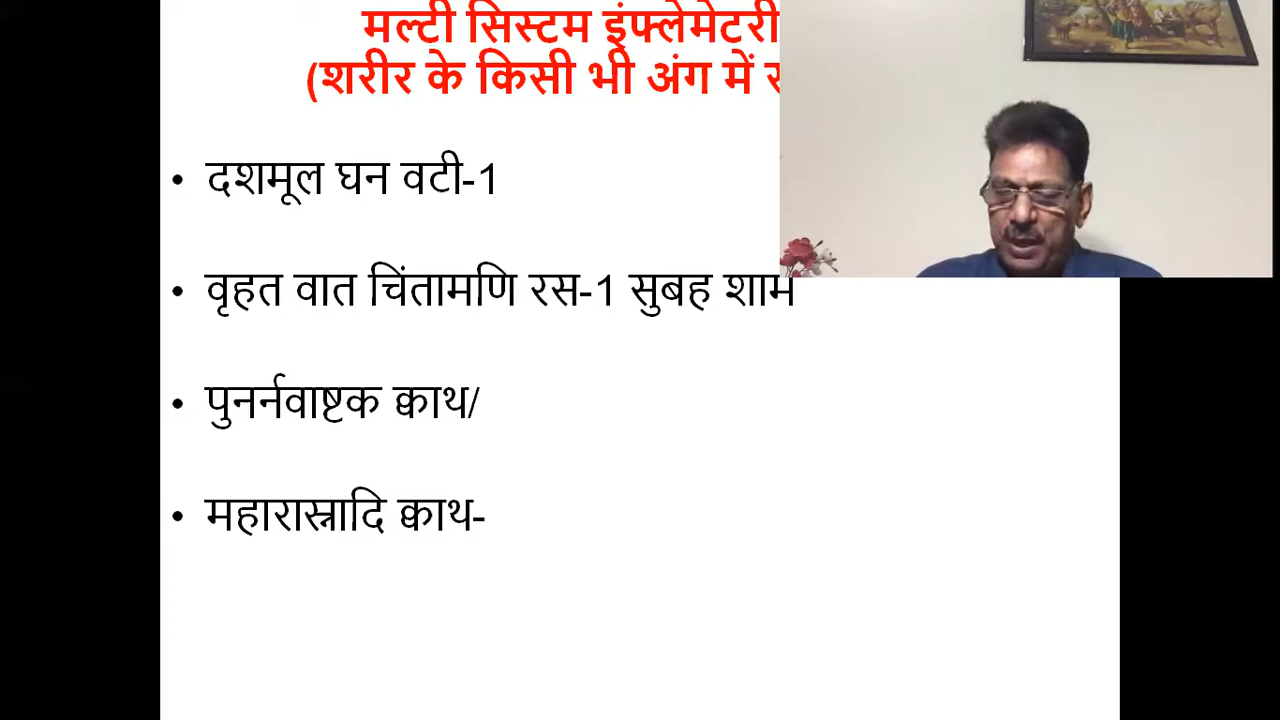 मल्टी सिस्टम इंफ्लेमेटरी
(शरीर के किसी भी अंग में
• दशमूल घन वटी-1
• वृहत वात चिंतामणि रस-1 सुबह शाम
• पुनर्नवाष्टक क्वाथ/
• महारास्नादि क्वाथ-